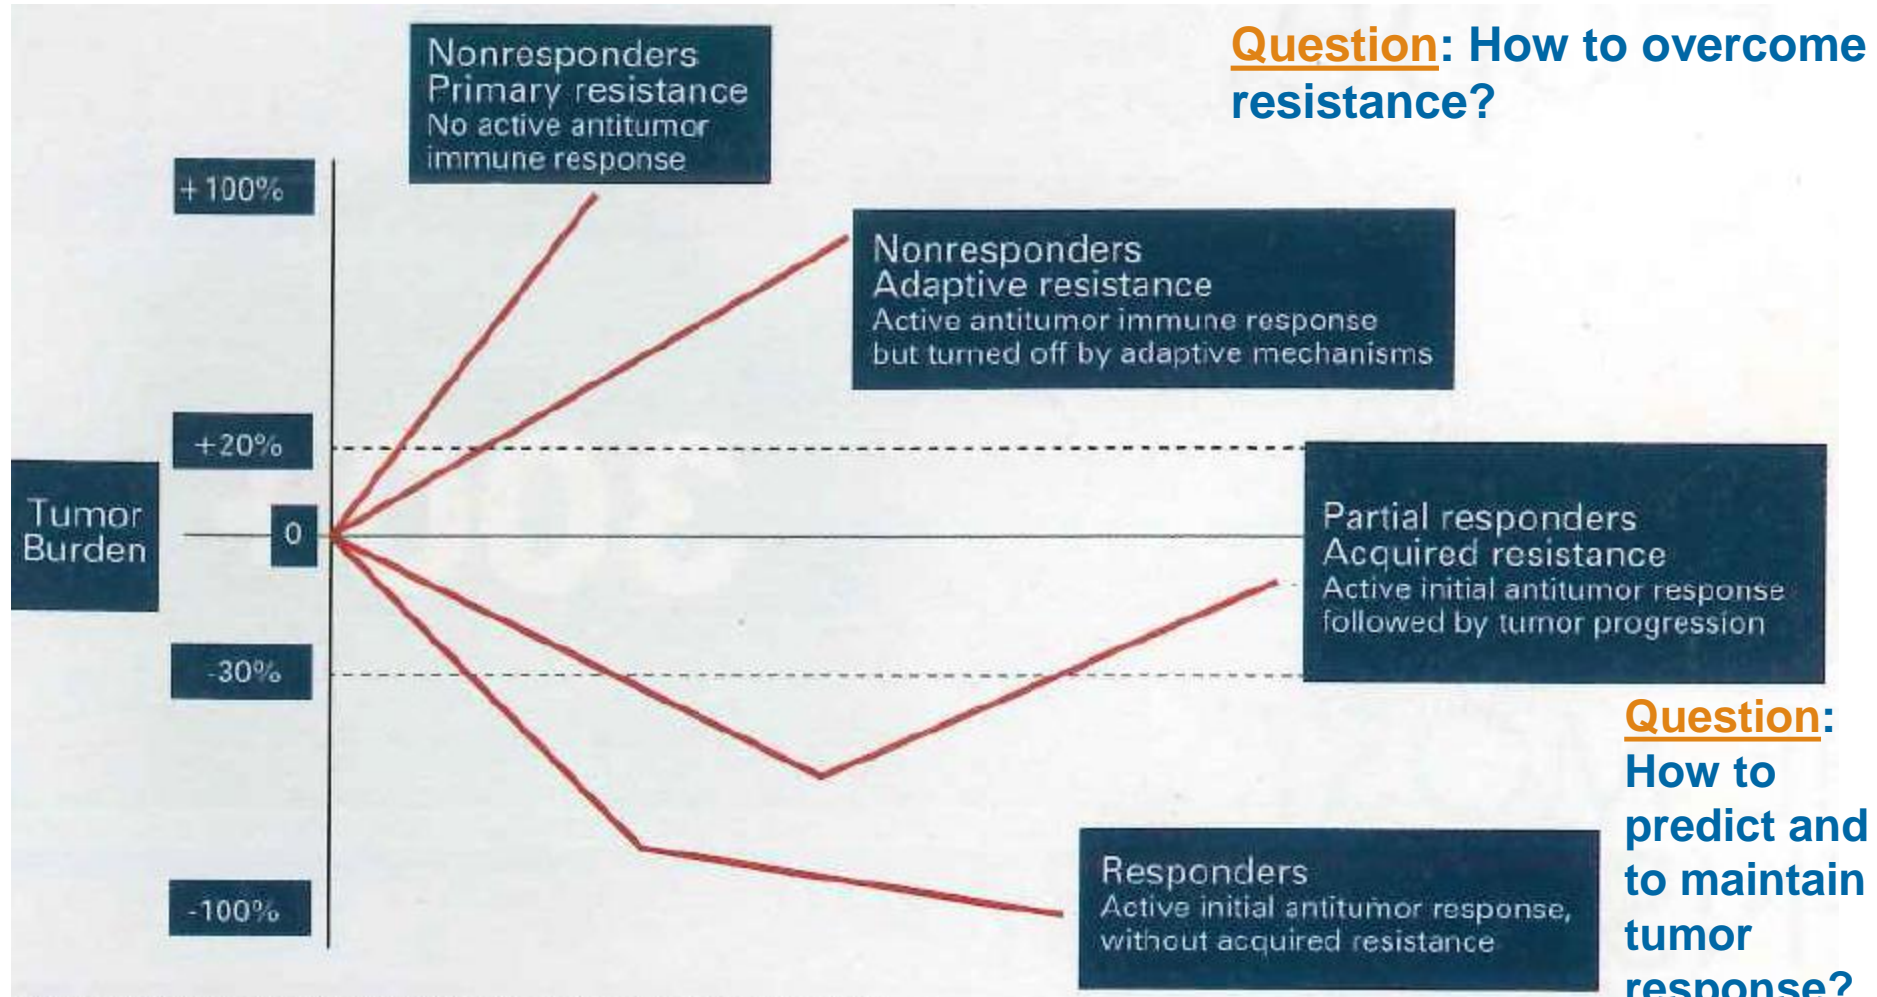 Question: How to overcome
resistance?
Nonresponders
Primary resistance
No active antitumor
immune response
+100%
Nonresponders
Adaptive resistance
Active antitumor immune response
but turned off by adaptive mechanisms
+20%
Tumor
Burden
0
Partial responders
Acquired resistance
Active initial antitumor response
followed by tumor progression
-30%
Question:
How to
predict and
to maintain
tumor
response?
-100%
Responders
Active initial antitumor response,
without acquired resistance